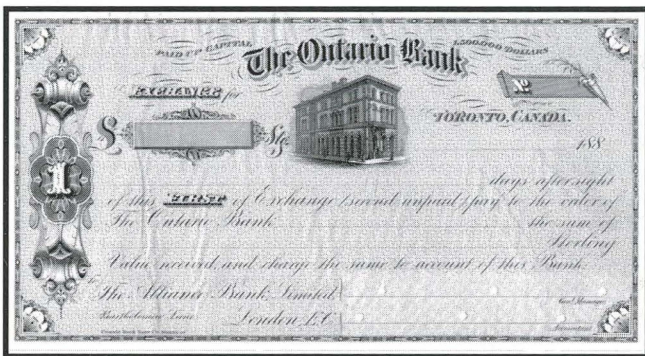 PAID UP CAPITAL 1,500,000 DOLLARS
The Ontario Bank
EXCHANGE for
No
$ Stg.
TORONTO, CANADA.
188
1
days after sight
of this FIRST of Exchange (second unpaid) pay to the order of
The Ontario Bank the sum of
Sterling
Value received, and charge the same to account of this Bank.
to
The Alliance Bank, Limited
Genl. Manager
Bartholomew Lane London, E.C.
Accountant